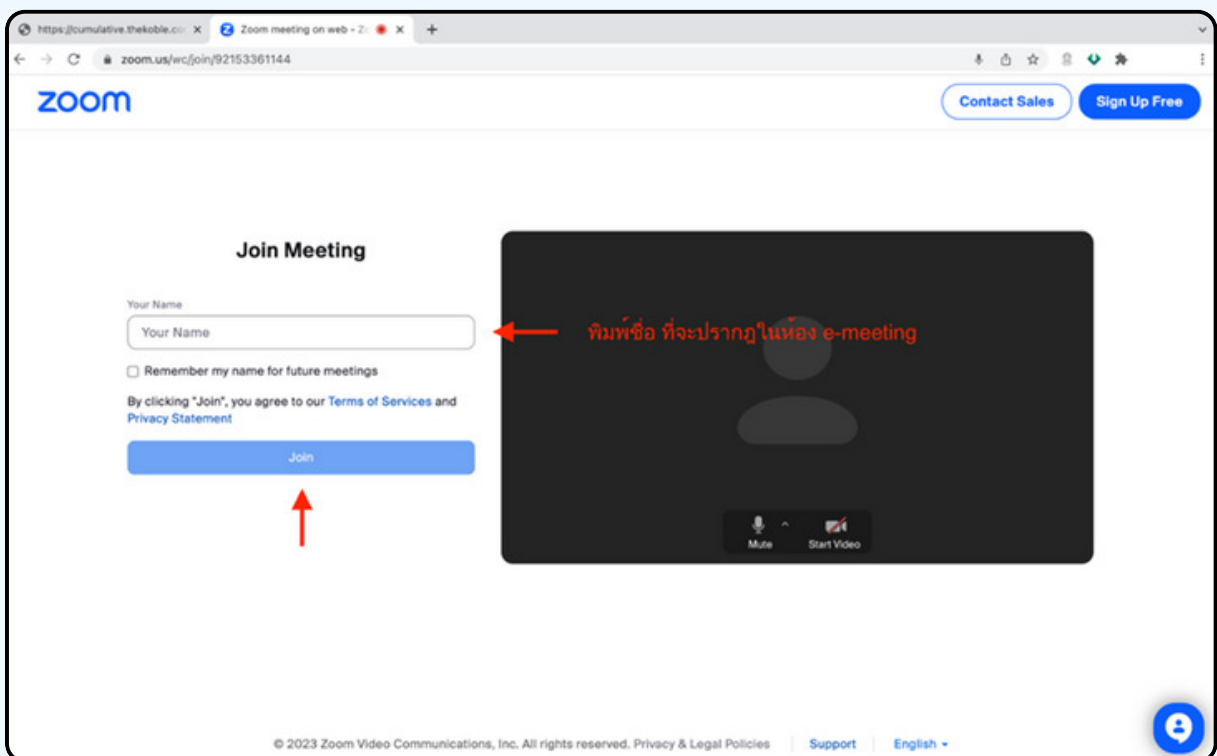 https://cumulative.thekoble.co
Zoom meeting on web - Zo
zoom.us/wc/join/92153361144
zoom
Contact Sales
Sign Up Free
Join Meeting
Your Name
Your Name
พิมพ์ชื่อ ที่จะปรากฏในห้อง e-meeting
Remember my name for future meetings
By clicking "Join", you agree to our Terms of Services and
Privacy Statement
Join
Mute
Start Video
© 2023 Zoom Video Communications, Inc. All rights reserved. Privacy & Legal Policies
Support
English